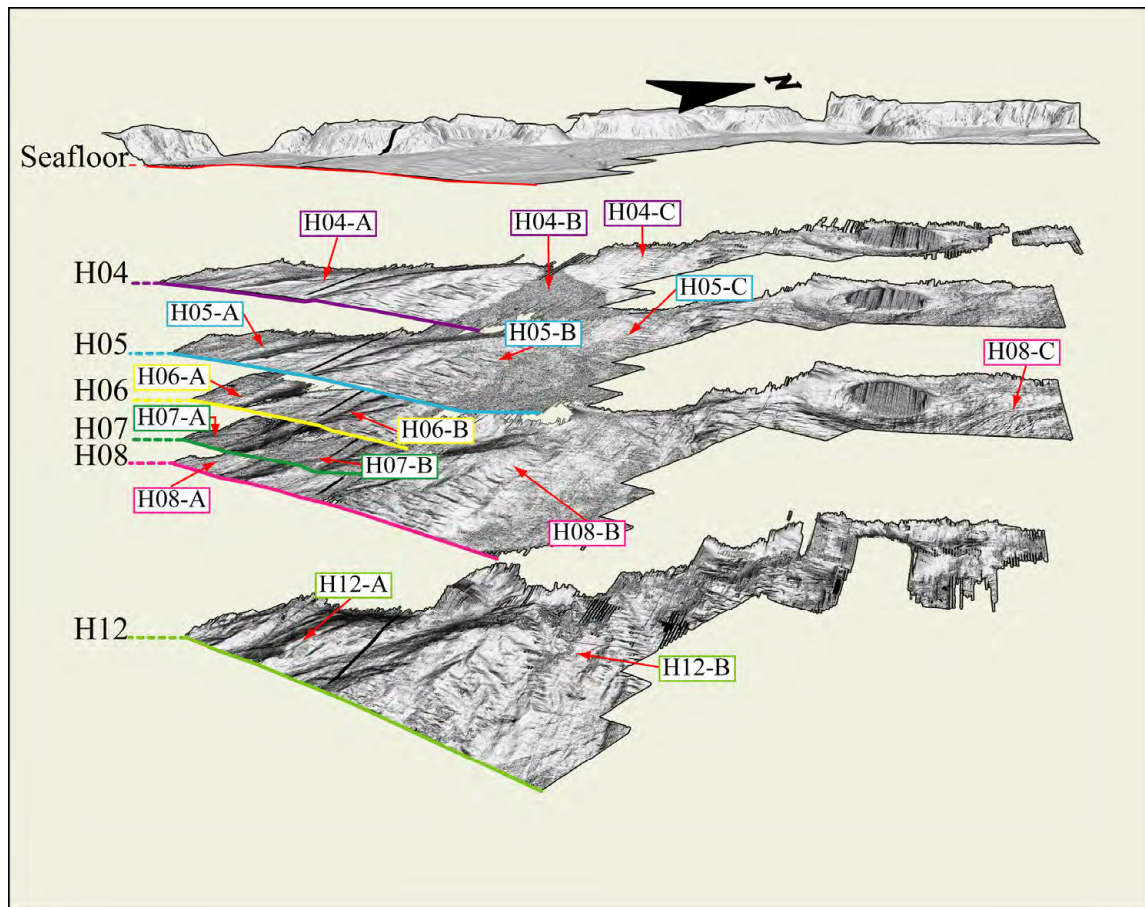 N
Seafloor
H04-A
H04-B
H04-C
H04
H05-A
H05-B
H05-C
H05
H06-A
H08-C
H06
H07-A
H06-B
H07
H07-B
H08
H08-A
H08-B
H12-A
H12
H12-B